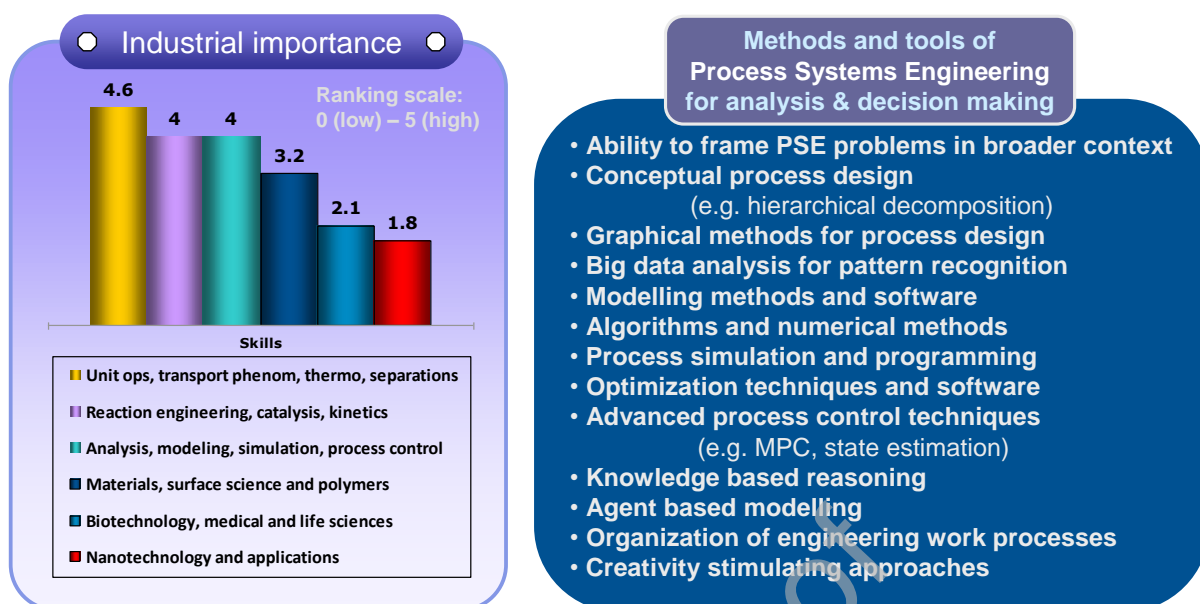 Industrial importance
Ranking scale:
0 (low) – 5 (high)
4.6
4
4
3.2
2.1
1.8
Skills
Unit ops, transport phenom, thermo, separations
Reaction engineering, catalysis, kinetics
Analysis, modeling, simulation, process control
Materials, surface science and polymers
Biotechnology, medical and life sciences
Nanotechnology and applications
Methods and tools of
Process Systems Engineering
for analysis & decision making
• Ability to frame PSE problems in broader context
• Conceptual process design
(e.g. hierarchical decomposition)
• Graphical methods for process design
• Big data analysis for pattern recognition
• Modelling methods and software
• Algorithms and numerical methods
• Process simulation and programming
• Optimization techniques and software
• Advanced process control techniques
(e.g. MPC, state estimation)
• Knowledge based reasoning
• Agent based modelling
• Organization of engineering work processes
• Creativity stimulating approaches